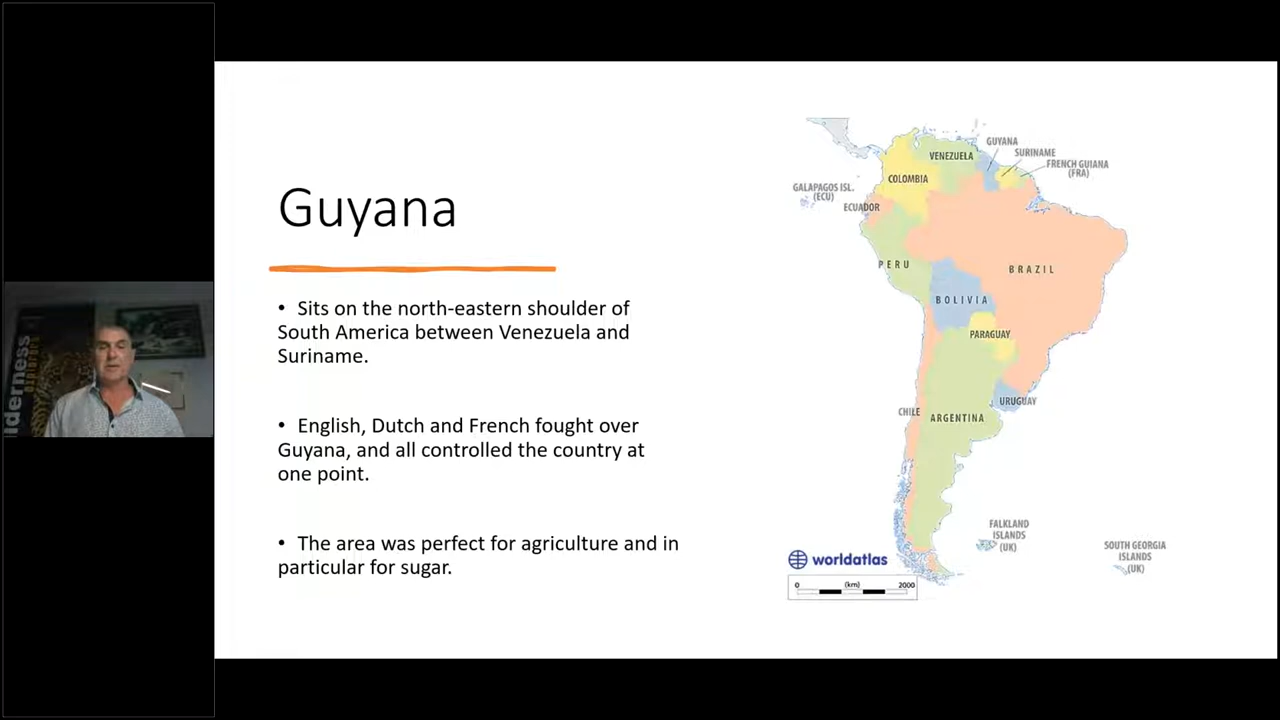 Guyana
• Sits on the north-eastern shoulder of
South America between Venezuela and
Suriname.
• English, Dutch and French fought over
Guyana, and all controlled the country at
one point.
• The area was perfect for agriculture and in
particular for sugar.
GUYANA
SURINAME
FRENCH GUIANA
(FRA)
VENEZUELA
COLOMBIA
GALAPAGOS ISL.
(ECU)
ECUADOR
PERU
BRAZIL
BOLIVIA
PARAGUAY
CHILE
ARGENTINA
URUGUAY
FALKLAND
ISLANDS
(UK)
SOUTH GEORGIA
ISLANDS
(UK)
worldatlas
0 (km) 2000
iderness
explorers